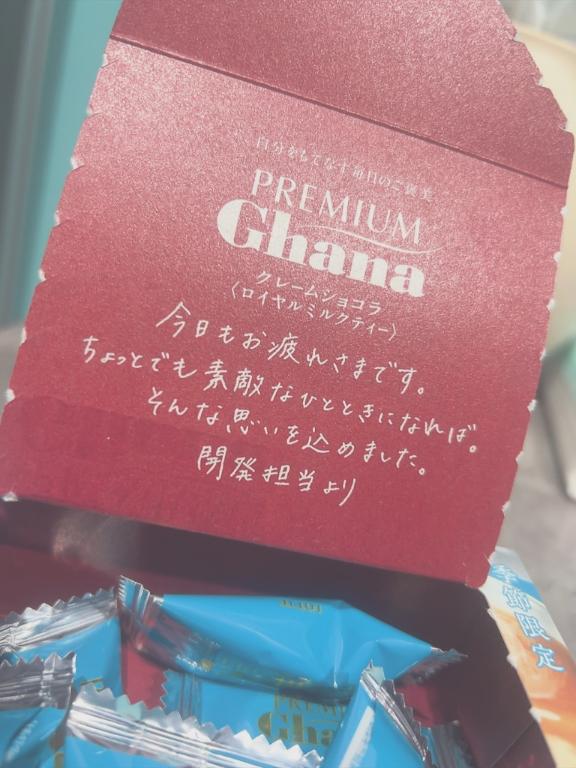 自分をもてなす毎日のご褒美
PREMIUM
Ghana
クレームショコラ
〈ロイヤルミルクティー〉
今日もお疲れさまです。
ちょっとでも素敵なひとときになれば。
そんな思いを込めました。
開発担当より
季節限定
PREMIUM
Ghana